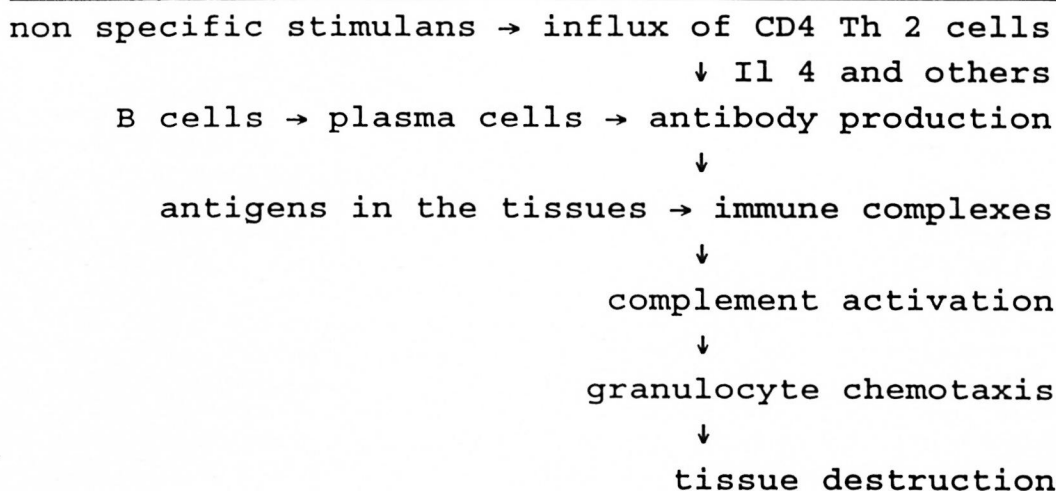 non specific stimulans → influx of CD4 Th 2 cells
↓ Il 4 and others
B cells → plasma cells → antibody production
↓
antigens in the tissues → immune complexes
↓
complement activation
↓
granulocyte chemotaxis
↓
tissue destruction